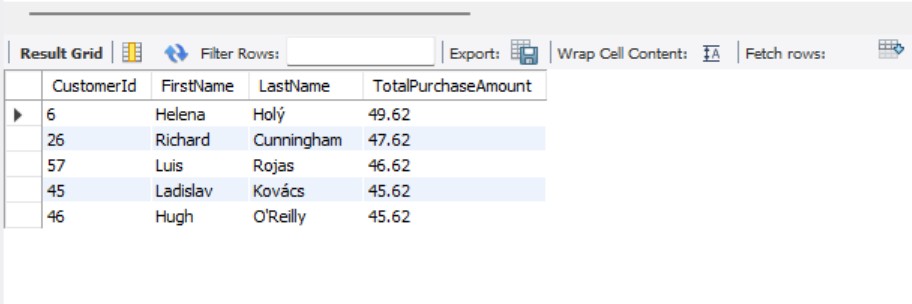 Result Grid Filter Rows: Export: Wrap Cell Content: Fetch rows:
CustomerId FirstName LastName TotalPurchaseAmount
6 Helena Holý 49.62
26 Richard Cunningham 47.62
57 Luis Rojas 46.62
45 Ladislav Kovács 45.62
46 Hugh O'Reilly 45.62